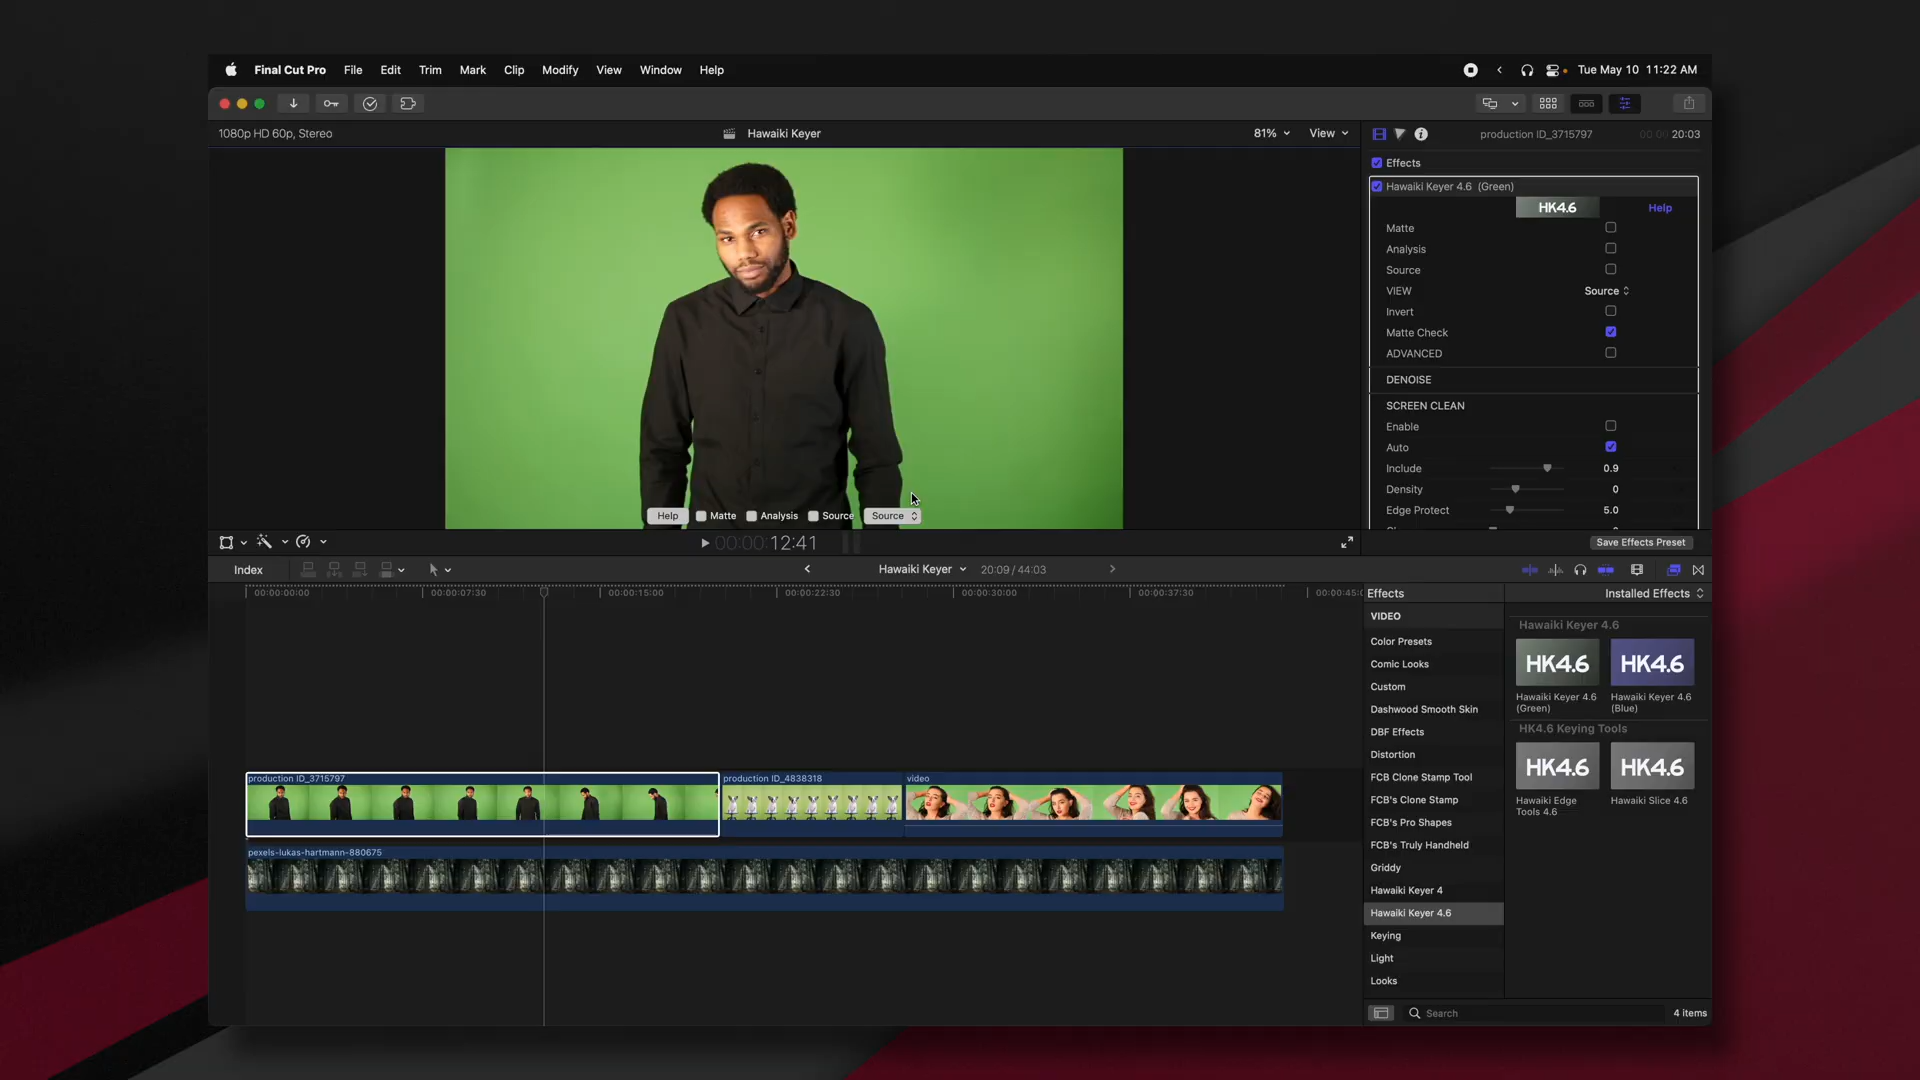 Final Cut Pro File Edit Trim Mark Clip Modify View Window Help Tue May 10 11:22 AM
1080p HD 60p, Stereo Hawaiki Keyer 81% View production ID_3715797 00:00 20:03
Effects
Hawaiki Keyer 4.6 (Green)
HK4.6 Help
Matte
Analysis
Source
VIEW Source
Invert
Matte Check
ADVANCED
DENOISE
SCREEN CLEAN
Enable
Auto
Include 0.9
Density 0
Edge Protect 5.0
Help Matte Analysis Source Source
00:00:12:41 Save Effects Preset
Index Hawaiki Keyer 20:09 / 44:03
00:00:00:00 00:00:07:30 00:00:15:00 00:00:22:30 00:00:30:00 00:00:37:30 00:00:45:0
Effects Installed Effects
VIDEO
Color Presets
Comic Looks
Custom
Dashwood Smooth Skin
DBF Effects
Distortion
FCB Clone Stamp Tool
FCB's Clone Stamp
FCB's Pro Shapes
FCB's Truly Handheld
Griddy
Hawaiki Keyer 4
Hawaiki Keyer 4.6
Keying
Light
Looks
Hawaiki Keyer 4.6
HK4.6 HK4.6
Hawaiki Keyer 4.6 (Green)
Hawaiki Keyer 4.6 (Blue)
HK4.6 Keying Tools
HK4.6 HK4.6
Hawaiki Edge Tools 4.6
Hawaiki Slice 4.6
production ID_3715797 production ID_4838318 video
pexels-lukas-hartmann-880675
Search 4 items